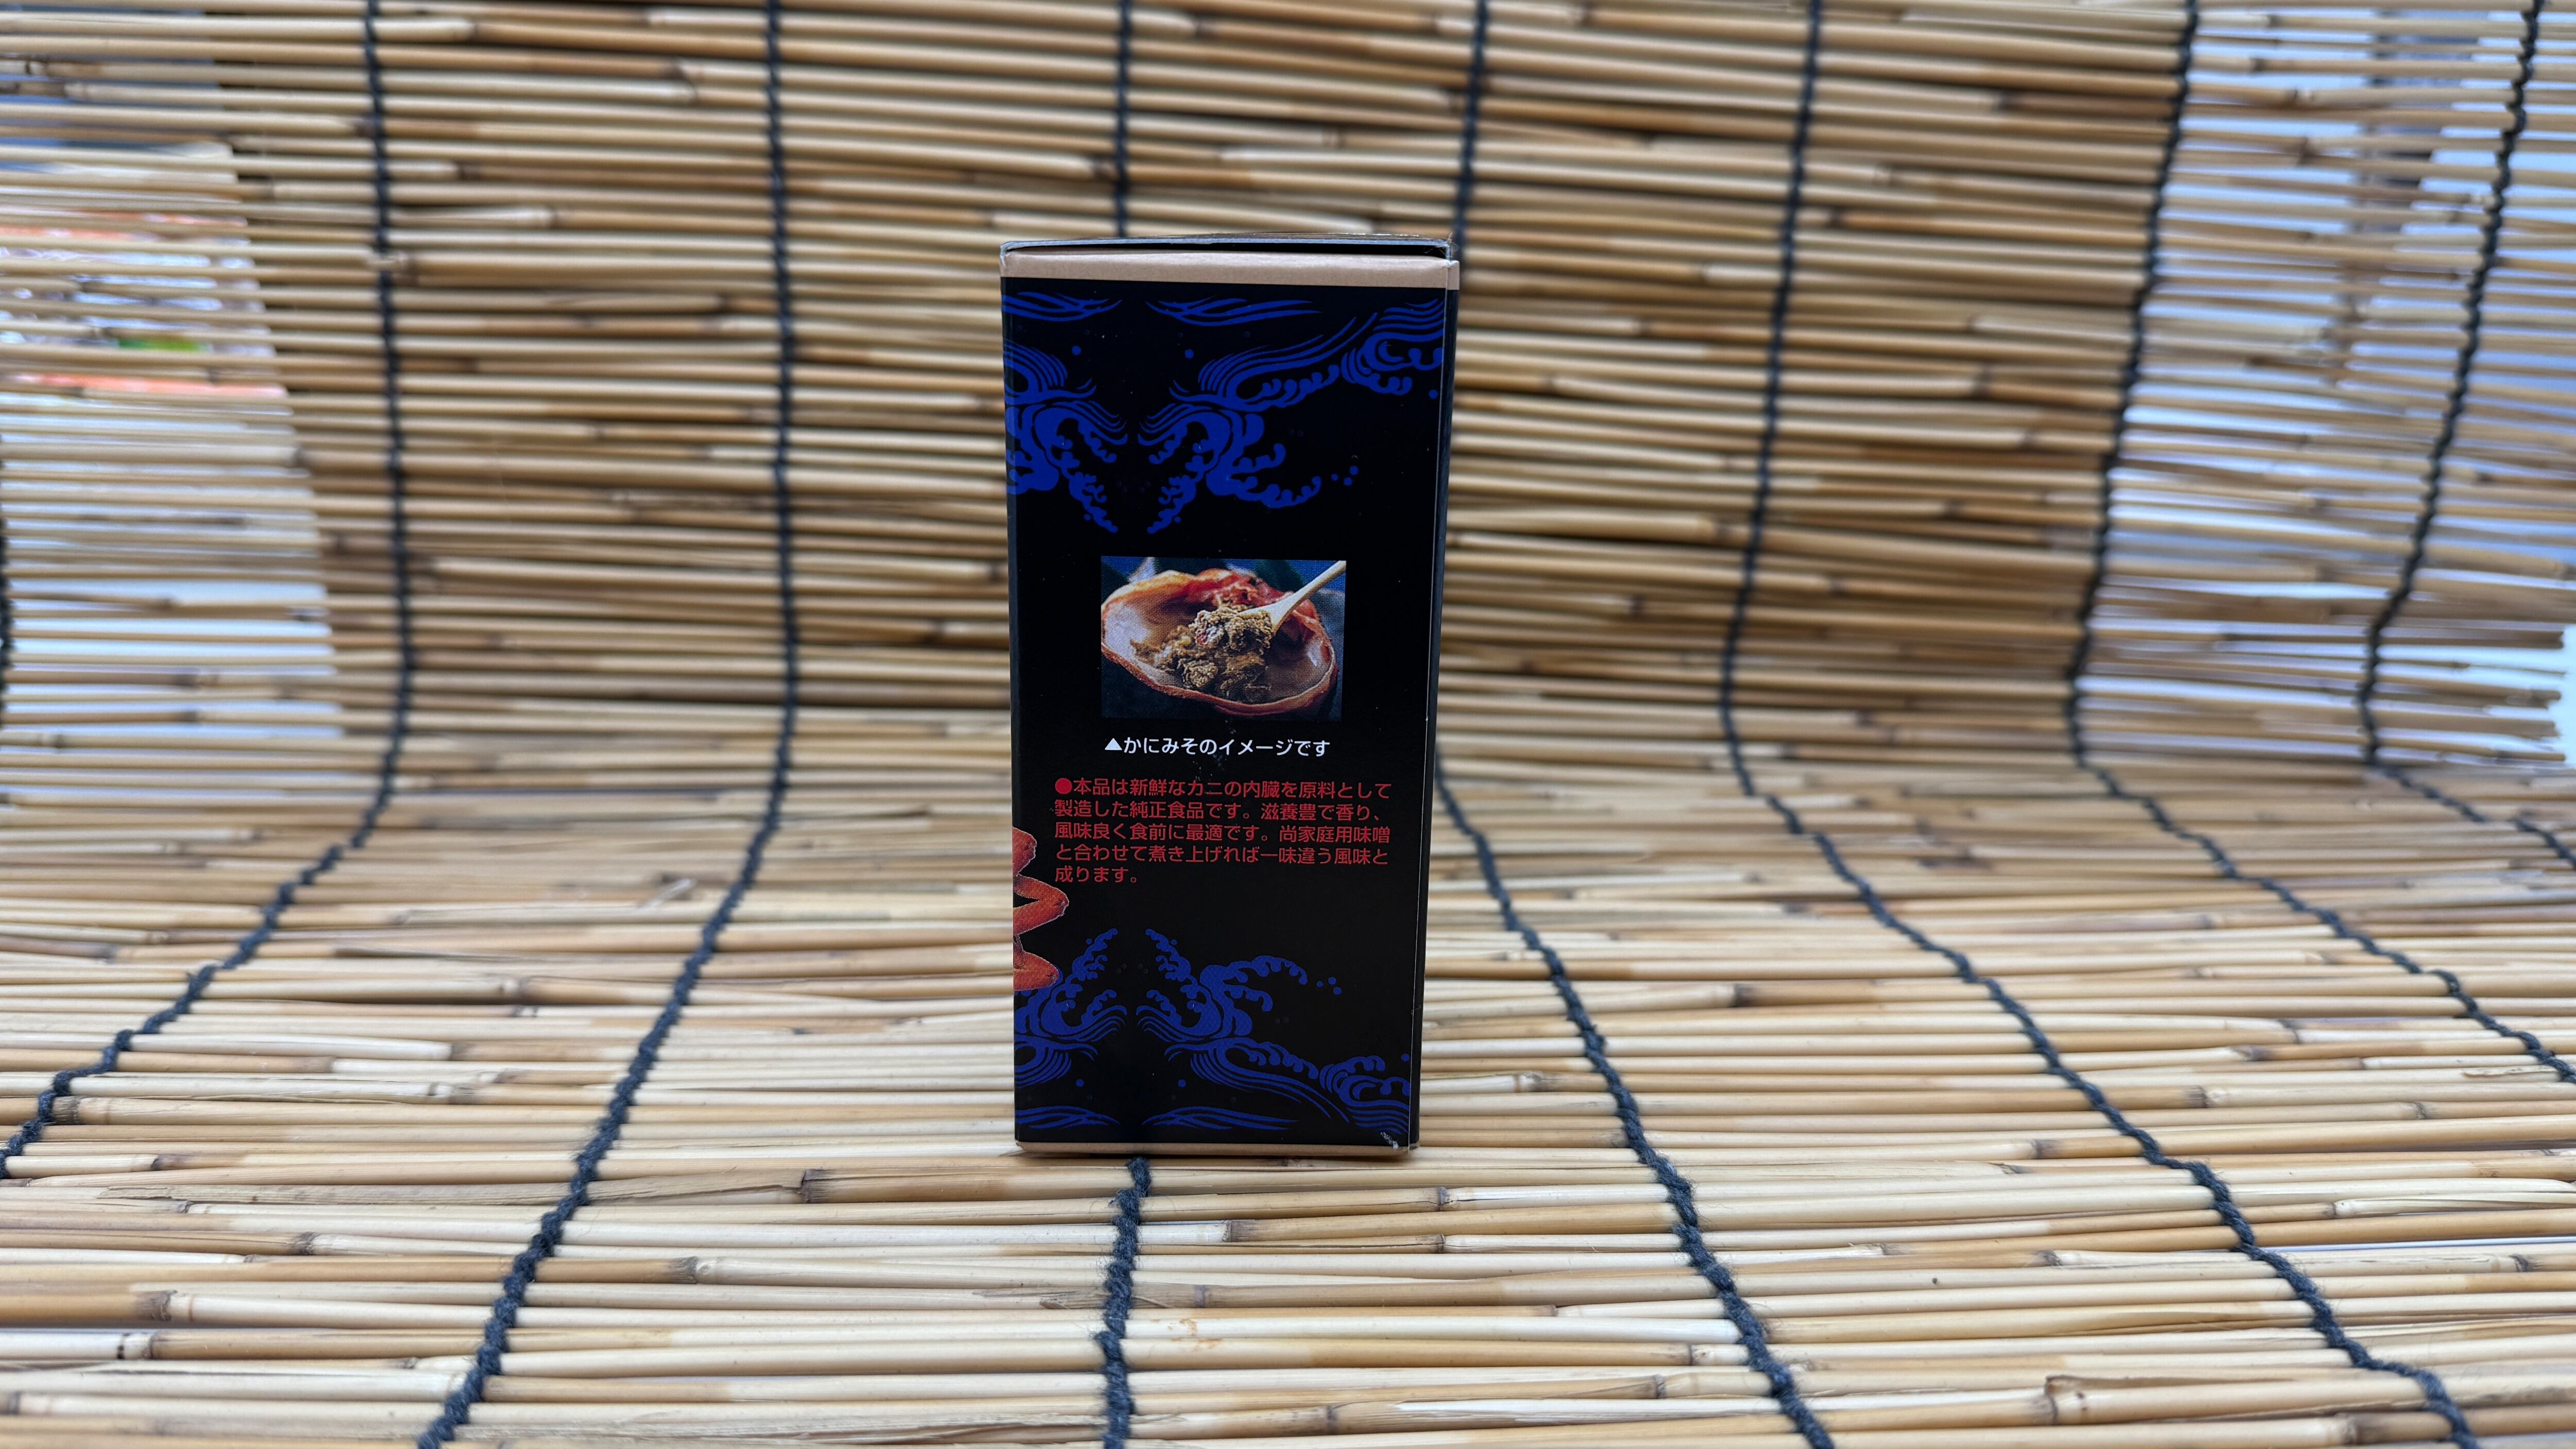 ▲かにみそのイメージです
●本品は新鮮なカニの内臓を原料として
製造した純正食品です。滋養豊で香り、
風味良く食前に最適です。尚家庭用味噌
と合わせて煮き上げれば一味違う風味と
成ります。